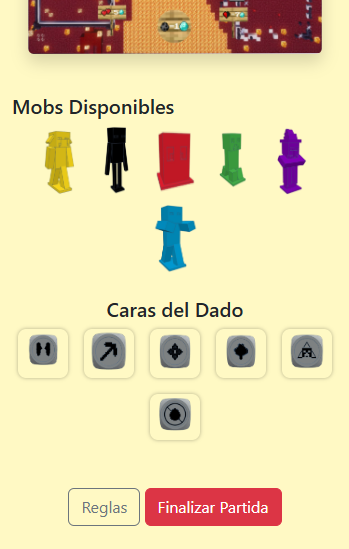 Mobs Disponibles
Caras del Dado
Reglas
Finalizar Partida